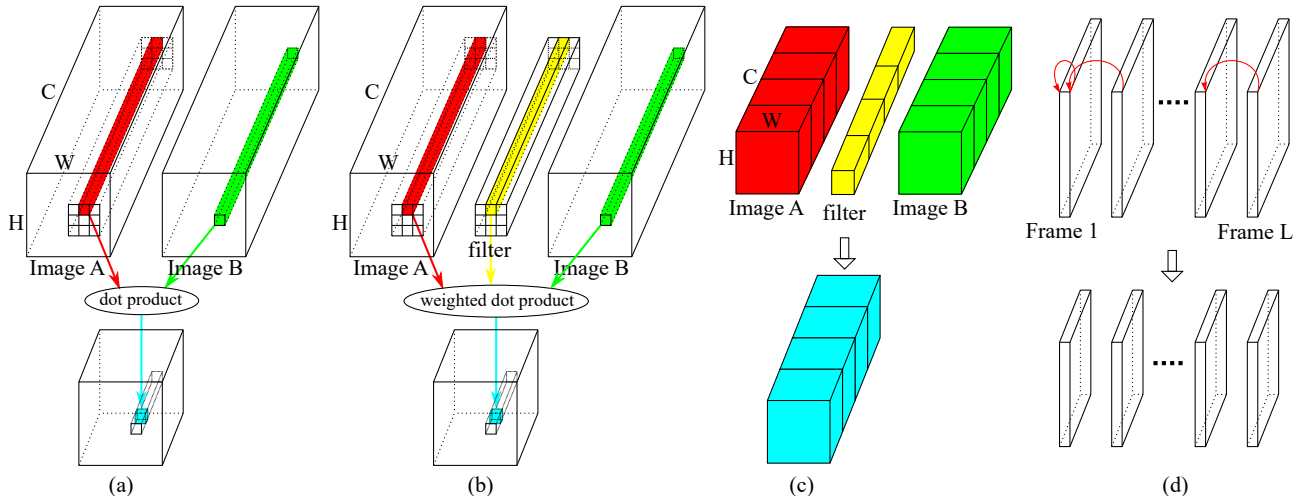 C
W
H
Image A
Image B
dot product
(a)
C
W
H
Image A
filter
Image B
weighted dot product
(b)
C
W
H
Image A
filter
Image B
(c)
Frame 1
Frame L
(d)